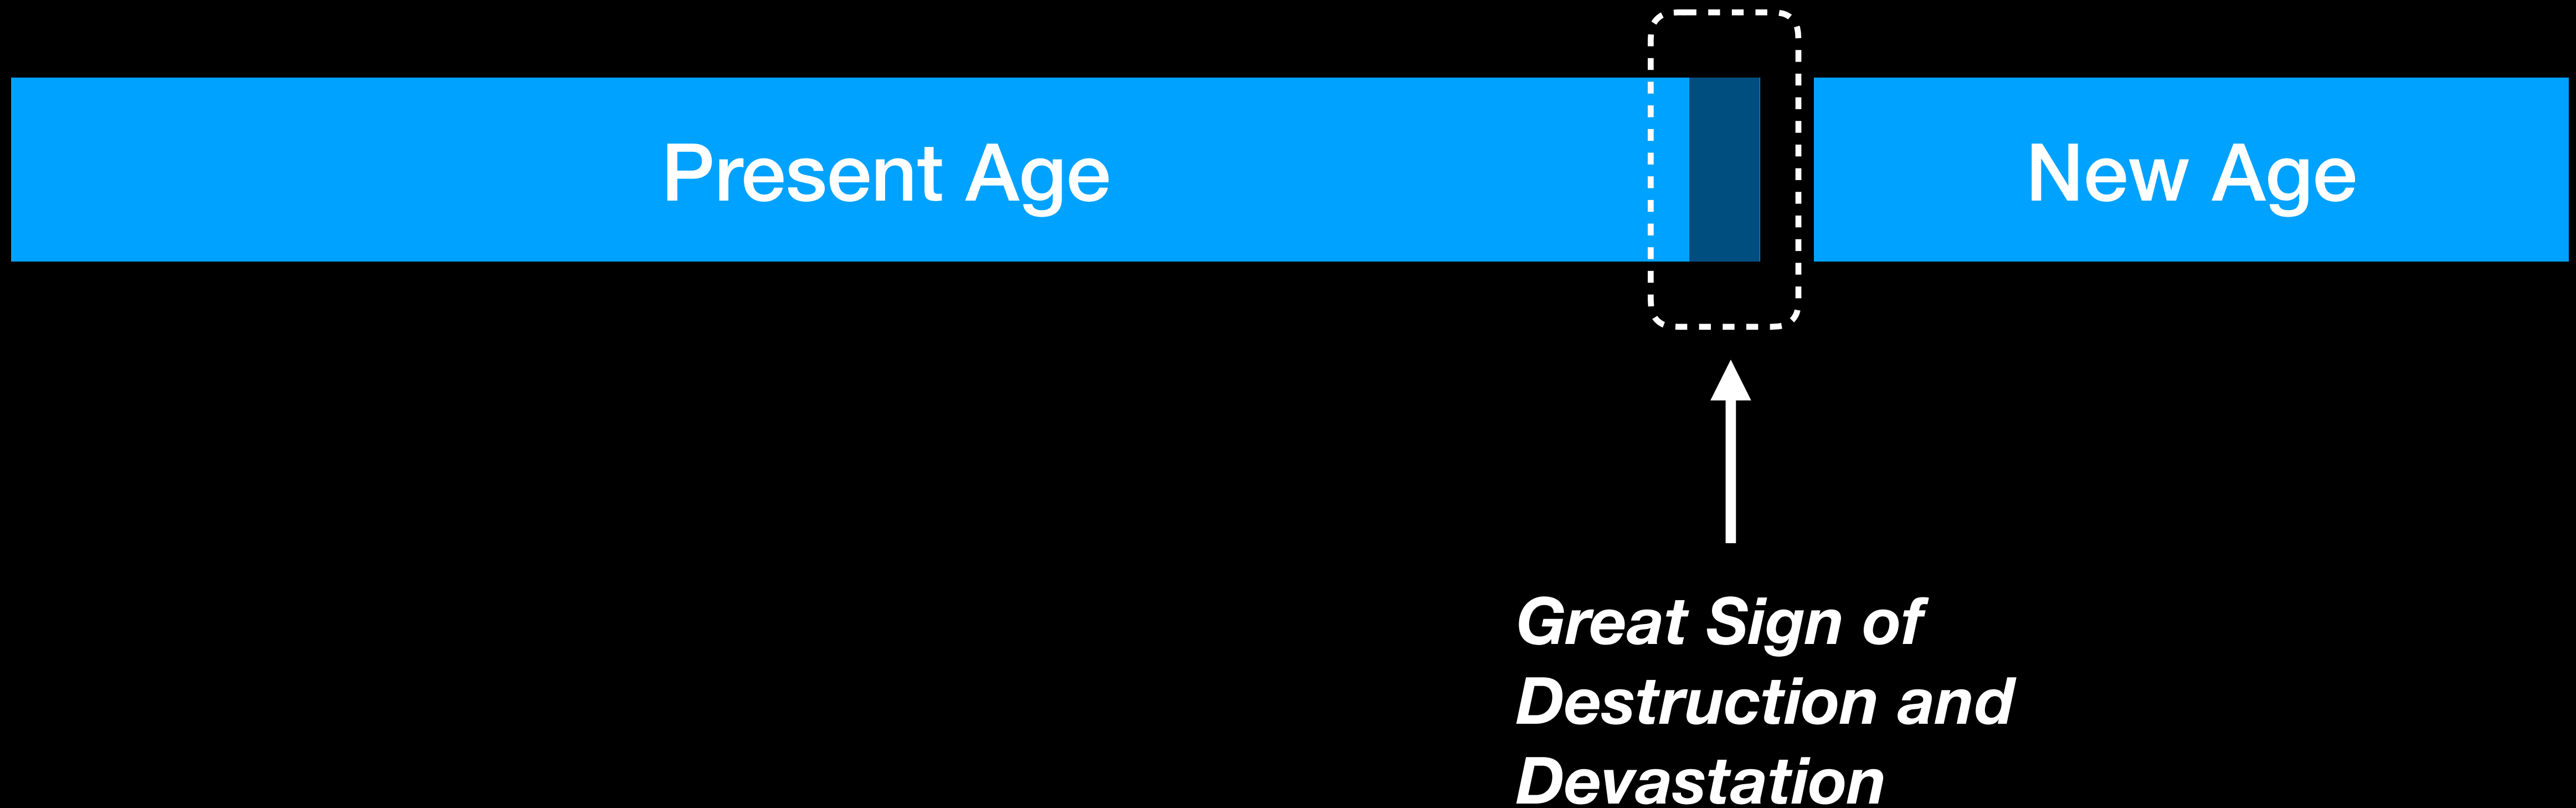 Present Age
New Age
Great Sign of
Destruction and
Devastation